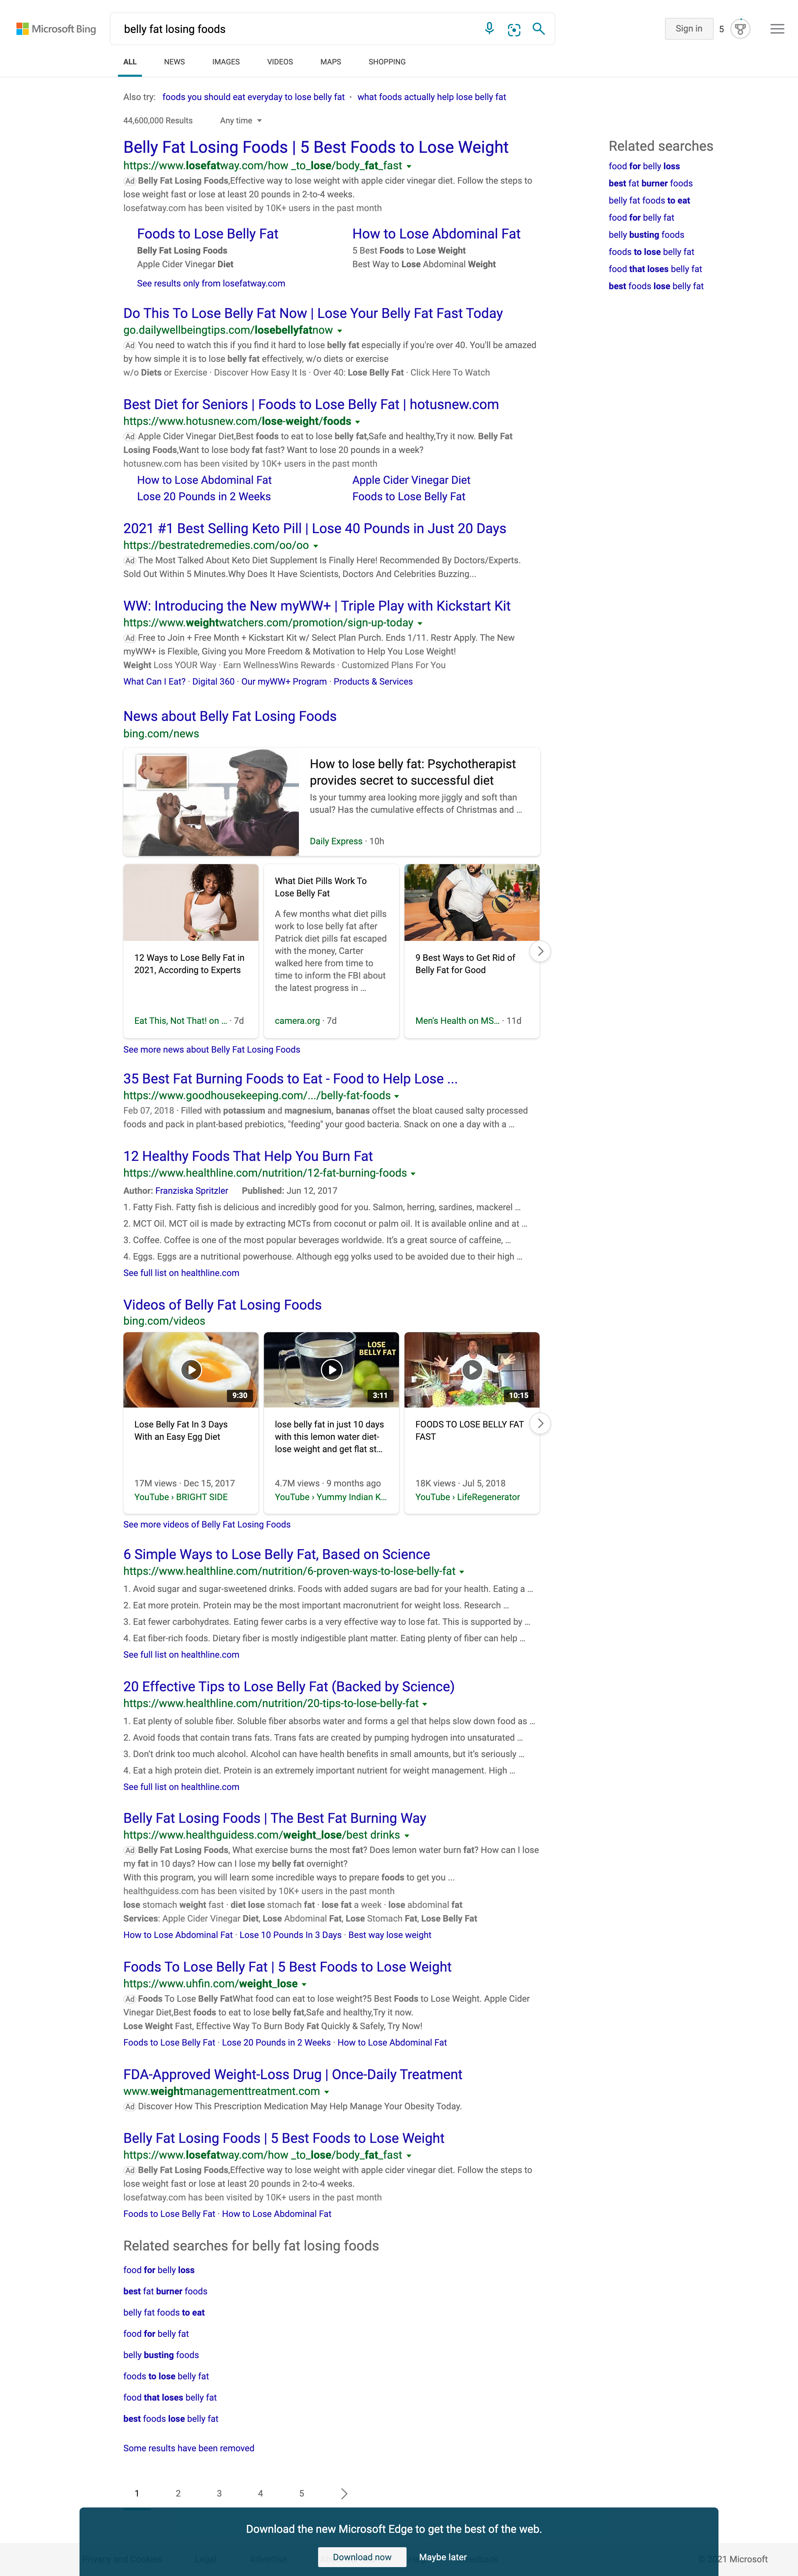 Microsoft Bing
belly fat losing foods
Sign in
5
ALL
NEWS
IMAGES
VIDEOS
MAPS
SHOPPING
Also try: foods you should eat everyday to lose belly fat · what foods actually help lose belly fat
44,600,000 Results
Any time
Belly Fat Losing Foods | 5 Best Foods to Lose Weight
https://www.losefatway.com/how _to_lose/body_fat_fast
Ad Belly Fat Losing Foods,Effective way to lose weight with apple cider vinegar diet. Follow the steps to
lose weight fast or lose at least 20 pounds in 2-to-4 weeks.
losefatway.com has been visited by 10K+ users in the past month
Foods to Lose Belly Fat
Belly Fat Losing Foods
Apple Cider Vinegar Diet
How to Lose Abdominal Fat
5 Best Foods to Lose Weight
Best Way to Lose Abdominal Weight
See results only from losefatway.com
Do This To Lose Belly Fat Now | Lose Your Belly Fat Fast Today
go.dailywellbeingtips.com/losebellyfatnow
Ad You need to watch this if you find it hard to lose belly fat especially if you're over 40. You'll be amazed
by how simple it is to lose belly fat effectively, w/o diets or exercise
w/o Diets or Exercise · Discover How Easy It Is · Over 40: Lose Belly Fat · Click Here To Watch
Best Diet for Seniors | Foods to Lose Belly Fat | hotusnew.com
https://www.hotusnew.com/lose-weight/foods
Ad Apple Cider Vinegar Diet,Best foods to eat to lose belly fat,Safe and healthy,Try it now. Belly Fat
Losing Foods,Want to lose body fat fast? Want to lose 20 pounds in a week?
hotusnew.com has been visited by 10K+ users in the past month
How to Lose Abdominal Fat
Apple Cider Vinegar Diet
Lose 20 Pounds in 2 Weeks
Foods to Lose Belly Fat
2021 #1 Best Selling Keto Pill | Lose 40 Pounds in Just 20 Days
https://bestratedremedies.com/oo/oo
Ad The Most Talked About Keto Diet Supplement Is Finally Here! Recommended By Doctors/Experts.
Sold Out Within 5 Minutes.Why Does It Have Scientists, Doctors And Celebrities Buzzing...
WW: Introducing the New myWW+ | Triple Play with Kickstart Kit
https://www.weightwatchers.com/promotion/sign-up-today
Ad Free to Join + Free Month + Kickstart Kit w/ Select Plan Purch. Ends 1/11. Restr Apply. The New
myWW+ is Flexible, Giving you More Freedom & Motivation to Help You Lose Weight!
Weight Loss YOUR Way · Earn WellnessWins Rewards · Customized Plans For You
What Can I Eat? · Digital 360 · Our myWW+ Program · Products & Services
News about Belly Fat Losing Foods
bing.com/news
How to lose belly fat: Psychotherapist
provides secret to successful diet
Is your tummy area looking more jiggly and soft than
usual? Has the cumulative effects of Christmas and ...
Daily Express · 10h
12 Ways to Lose Belly Fat in
2021, According to Experts
Eat This, Not That! on ... · 7d
What Diet Pills Work To
Lose Belly Fat
A few months what diet pills
work to lose belly fat after
Patrick diet pills fat escaped
with the money, Carter
walked here from time to
time to inform the FBI about
the latest progress in ...
camera.org · 7d
9 Best Ways to Get Rid of
Belly Fat for Good
Men's Health on MS... · 11d
See more news about Belly Fat Losing Foods
35 Best Fat Burning Foods to Eat - Food to Help Lose ...
https://www.goodhousekeeping.com/.../belly-fat-foods
Feb 07, 2018 · Filled with potassium and magnesium, bananas offset the bloat caused salty processed
foods and pack in plant-based prebiotics, "feeding" your good bacteria. Snack on one a day with a ...
12 Healthy Foods That Help You Burn Fat
https://www.healthline.com/nutrition/12-fat-burning-foods
Author: Franziska Spritzler Published: Jun 12, 2017
1. Fatty Fish. Fatty fish is delicious and incredibly good for you. Salmon, herring, sardines, mackerel ...
2. MCT Oil. MCT oil is made by extracting MCTs from coconut or palm oil. It is available online and at ...
3. Coffee. Coffee is one of the most popular beverages worldwide. It's a great source of caffeine, ...
4. Eggs. Eggs are a nutritional powerhouse. Although egg yolks used to be avoided due to their high ...
See full list on healthline.com
Videos of Belly Fat Losing Foods
bing.com/videos
9:30
Lose Belly Fat In 3 Days
With an Easy Egg Diet
17M views · Dec 15, 2017
YouTube › BRIGHT SIDE
LOSE
BELLY FAT
3:11
lose belly fat in just 10 days
with this lemon water diet-
lose weight and get flat st...
4.7M views · 9 months ago
YouTube › Yummy Indian K...
10:15
FOODS TO LOSE BELLY FAT
FAST
18K views · Jul 5, 2018
YouTube › LifeRegenerator
See more videos of Belly Fat Losing Foods
6 Simple Ways to Lose Belly Fat, Based on Science
https://www.healthline.com/nutrition/6-proven-ways-to-lose-belly-fat
1. Avoid sugar and sugar-sweetened drinks. Foods with added sugars are bad for your health. Eating a ...
2. Eat more protein. Protein may be the most important macronutrient for weight loss. Research ...
3. Eat fewer carbohydrates. Eating fewer carbs is a very effective way to lose fat. This is supported by ...
4. Eat fiber-rich foods. Dietary fiber is mostly indigestible plant matter. Eating plenty of fiber can help ...
See full list on healthline.com
20 Effective Tips to Lose Belly Fat (Backed by Science)
https://www.healthline.com/nutrition/20-tips-to-lose-belly-fat
1. Eat plenty of soluble fiber. Soluble fiber absorbs water and forms a gel that helps slow down food as ...
2. Avoid foods that contain trans fats. Trans fats are created by pumping hydrogen into unsaturated ...
3. Don't drink too much alcohol. Alcohol can have health benefits in small amounts, but it's seriously ...
4. Eat a high protein diet. Protein is an extremely important nutrient for weight management. High ...
See full list on healthline.com
Belly Fat Losing Foods | The Best Fat Burning Way
https://www.healthguidess.com/weight_lose/best drinks
Ad Belly Fat Losing Foods, What exercise burns the most fat? Does lemon water burn fat? How can I lose
my fat in 10 days? How can I lose my belly fat overnight?
With this program, you will learn some incredible ways to prepare foods to get you ...
healthguidess.com has been visited by 10K+ users in the past month
lose stomach weight fast · diet lose stomach fat · lose fat a week · lose abdominal fat
Services: Apple Cider Vinegar Diet, Lose Abdominal Fat, Lose Stomach Fat, Lose Belly Fat
How to Lose Abdominal Fat · Lose 10 Pounds In 3 Days · Best way lose weight
Foods To Lose Belly Fat | 5 Best Foods to Lose Weight
https://www.uhfin.com/weight_lose
Ad Foods To Lose Belly FatWhat food can eat to lose weight?5 Best Foods to Lose Weight. Apple Cider
Vinegar Diet,Best foods to eat to lose belly fat,Safe and healthy,Try it now.
Lose Weight Fast, Effective Way To Burn Body Fat Quickly & Safely, Try Now!
Foods to Lose Belly Fat · Lose 20 Pounds in 2 Weeks · How to Lose Abdominal Fat
FDA-Approved Weight-Loss Drug | Once-Daily Treatment
www.weightmanagementtreatment.com
Ad Discover How This Prescription Medication May Help Manage Your Obesity Today.
Belly Fat Losing Foods | 5 Best Foods to Lose Weight
https://www.losefatway.com/how _to_lose/body_fat_fast
Ad Belly Fat Losing Foods,Effective way to lose weight with apple cider vinegar diet. Follow the steps to
lose weight fast or lose at least 20 pounds in 2-to-4 weeks.
losefatway.com has been visited by 10K+ users in the past month
Foods to Lose Belly Fat · How to Lose Abdominal Fat
Related searches for belly fat losing foods
food for belly loss
best fat burner foods
belly fat foods to eat
food for belly fat
belly busting foods
foods to lose belly fat
food that loses belly fat
best foods lose belly fat
Some results have been removed
1
2
3
4
5
Related searches
food for belly loss
best fat burner foods
belly fat foods to eat
food for belly fat
belly busting foods
foods to lose belly fat
food that loses belly fat
best foods lose belly fat
Download the new Microsoft Edge to get the best of the web.
Download now
Maybe later
21 Microsoft